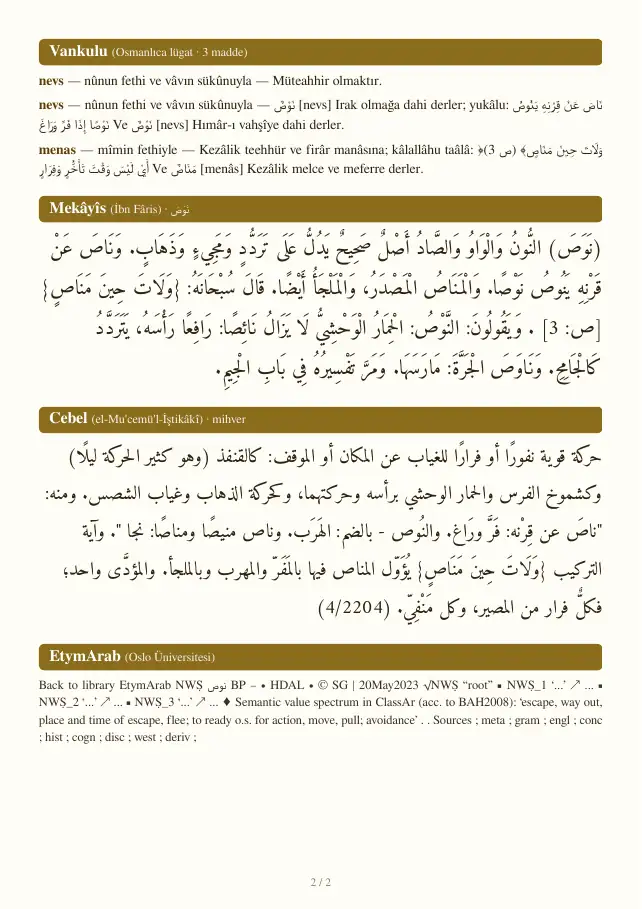 Vankulu (Osmanlıca lügat · 3 madde)
nevs — nûnun fethi ve vâvın sükûnuyla — Müteahhir olmaktır.
nevs — nûnun fethi ve vâvın sükûnuyla — نَوْصٌ [nevs] Irak olmağa dahi derler; yukâlu: نَاصَ عَنْ قِرْنِهِ يَنُوصُ
نَوْصًا إِذَا فَرَّ وَرَاغَ Ve نَوْصٌ [nevs] Hımâr-ı vahşîye dahi derler.
menas — mîmin fethiyle — Kezâlik teehhür ve firâr manâsına; kâlallâhu taâlâ: ﴿وَلَاتَ حِينَ مَنَاصٍ﴾ (ص 3)
أَيْ لَيْسَ وَقْتَ تَأَخُّرٍ وَفِرَارٍ Ve مَنَاصٌ [menâs] Kezâlik melce ve meferre derler.
Mekâyîs (İbn Fâris) · نَوَصَ
(نَوَصَ) النُّونُ وَالْوَاوُ وَالصَّادُ أَصْلٌ صَحِيحٌ يَدُلُّ عَلَى تَرَدُّدٍ وَمَجِيءٍ وَذَهَابٍ. وَنَاصَ عَنْ
قِرْنِهِ يَنُوصُ نَوْصًا. وَالْمَنَاصُ الْمَصْدَرُ، وَالْمَلْجَأُ أَيْضًا. قَالَ سُبْحَانَهُ: {وَلَاتَ حِينَ مَنَاصٍ}
[ص: 3] . وَيَقُولُونَ: النَّوْصُ: الْحِمَارُ الْوَحْشِيُّ لَا يَزَالُ نَائِصًا: رَافِعًا رَأْسَهُ، يَتَرَدَّدُ
كَالْجَامِحِ. وَنَاوَصَ الْجَرَّةَ: مَارَسَهَا. وَمَرَّ تَفْسِيرُهُ فِي بَابِ الْجِيمِ.
Cebel (el-Mu'cemü'l-İştikâkî) · mihver
حركة قوية نفورًا أو فرارًا للغياب عن المكان أو الموقف: كالقنفذ (وهو كثير الحركة ليلًا)
وكشموخ الفرس والحمار الوحشي برأسه وحركتهما، وكحركة الذهاب وغياب الشصس. ومنه:
"ناصَ عن قِرْنه: فَرَّ ورَاغ. والنُوص - بالضم: الهَرَب. وناص منيصًا ومناصًا: نجا ". وآية
التركيب {وَلَاتَ حِينَ مَنَاصٍ} يُؤَوّل المناص فيها بالمَفَرّ والمهرب وبالملجأ. والمؤدَّى واحد؛
فكلٌّ فرار من المصير، وكل مَنْفِيّ. (4/2204)
EtymArab (Oslo Üniversitesi)
Back to library EtymArab NWṢ نوص BP – • HDAL • © SG | 20May2023 √NWṢ “root” ▪ NWṢ_1 ‘...’ ↗ ... ▪
NWṢ_2 ‘...’ ↗ ... ▪ NWṢ_3 ‘...’ ↗ ... ♦ Semantic value spectrum in ClassAr (acc. to BAH2008): ‘escape, way out,
place and time of escape, flee; to ready o.s. for action, move, pull; avoidance’ . . Sources ; meta ; gram ; engl ; conc
; hist ; cogn ; disc ; west ; deriv ;
2 / 2